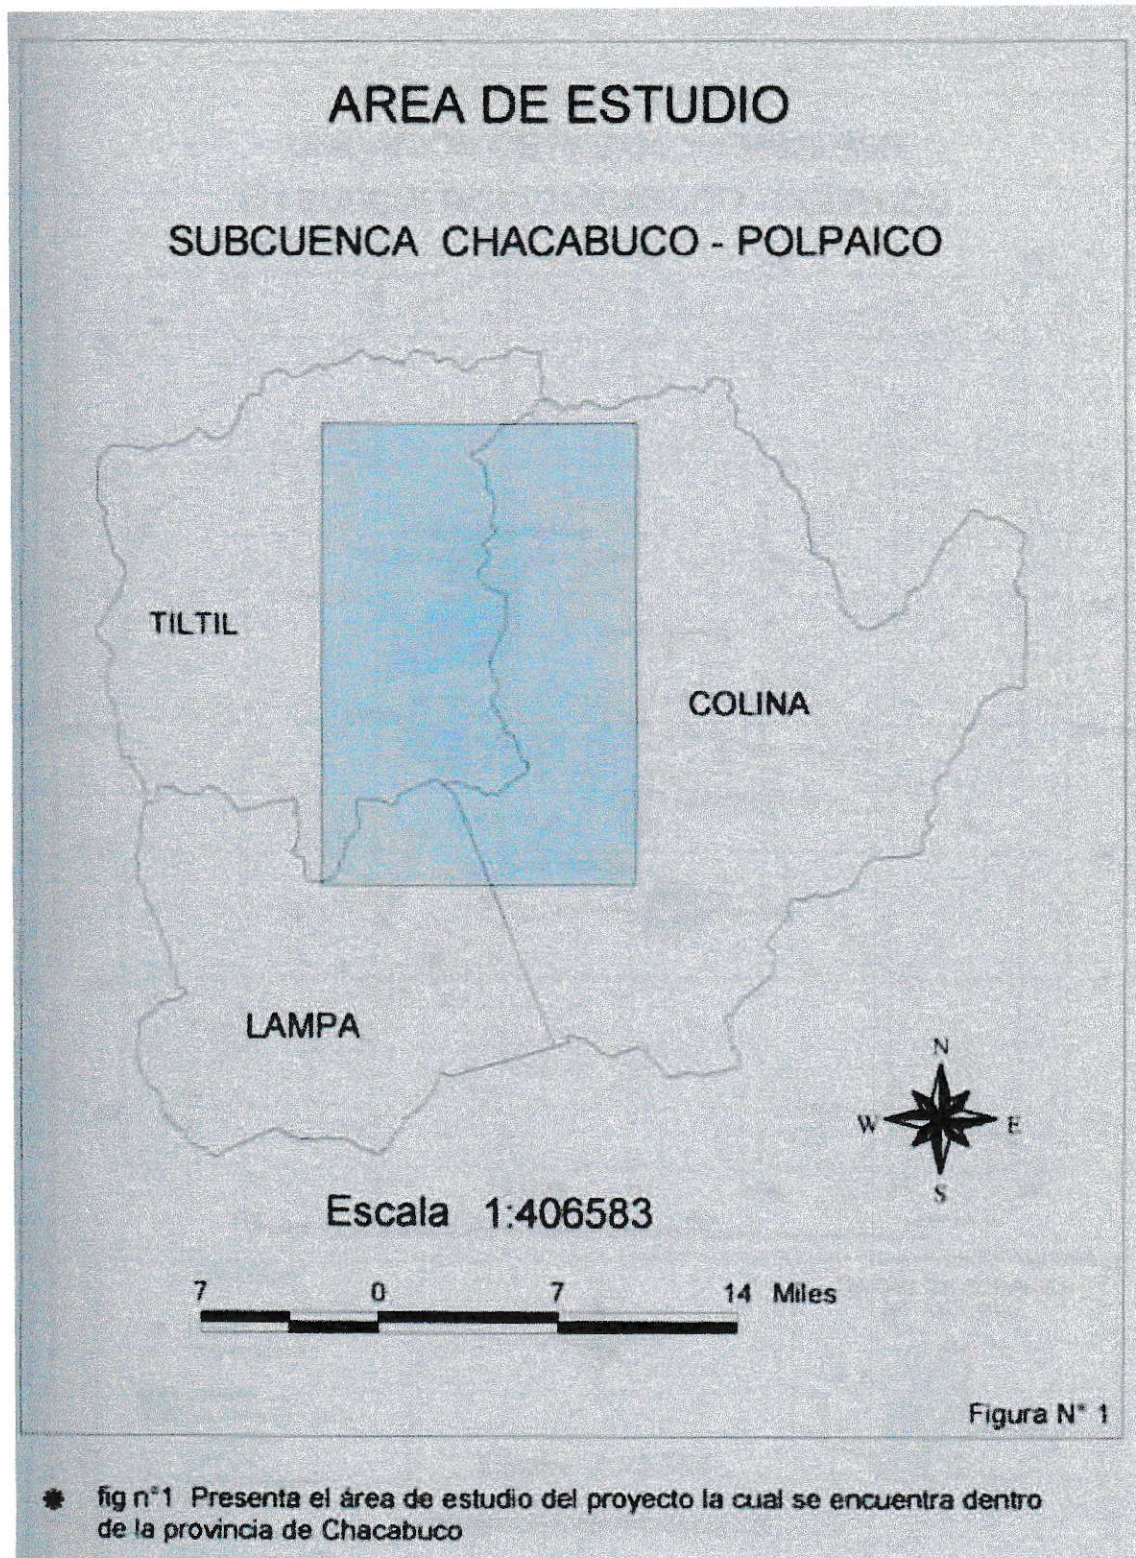 AREA DE ESTUDIO
SUBCUENCA CHACABUCO - POLPAICO
TILTIL
COLINA
LAMPA
N
W E
S
Escala 1:406583
7 0 7 14 Miles
Figura N° 1
* fig n°1 Presenta el área de estudio del proyecto la cual se encuentra dentro
de la provincia de Chacabuco